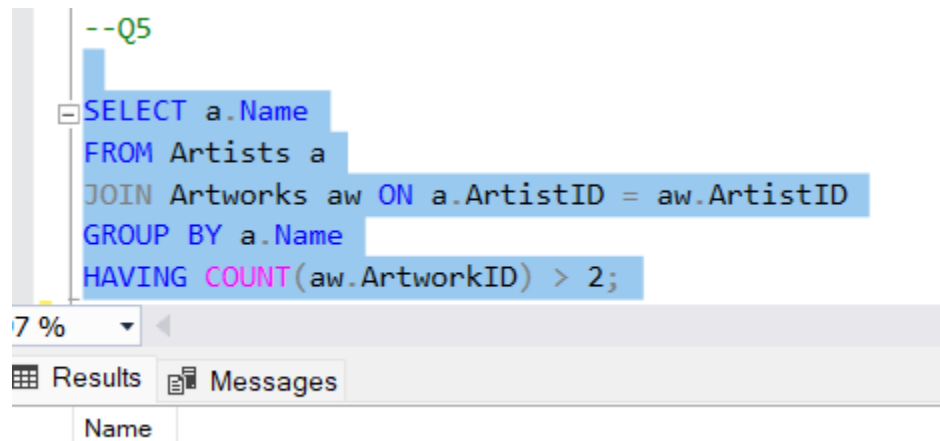 --Q5
SELECT a.Name
FROM Artists a
JOIN Artworks aw ON a.ArtistID = aw.ArtistID
GROUP BY a.Name
HAVING COUNT(aw.ArtworkID) > 2;
7 %
Results Messages
Name